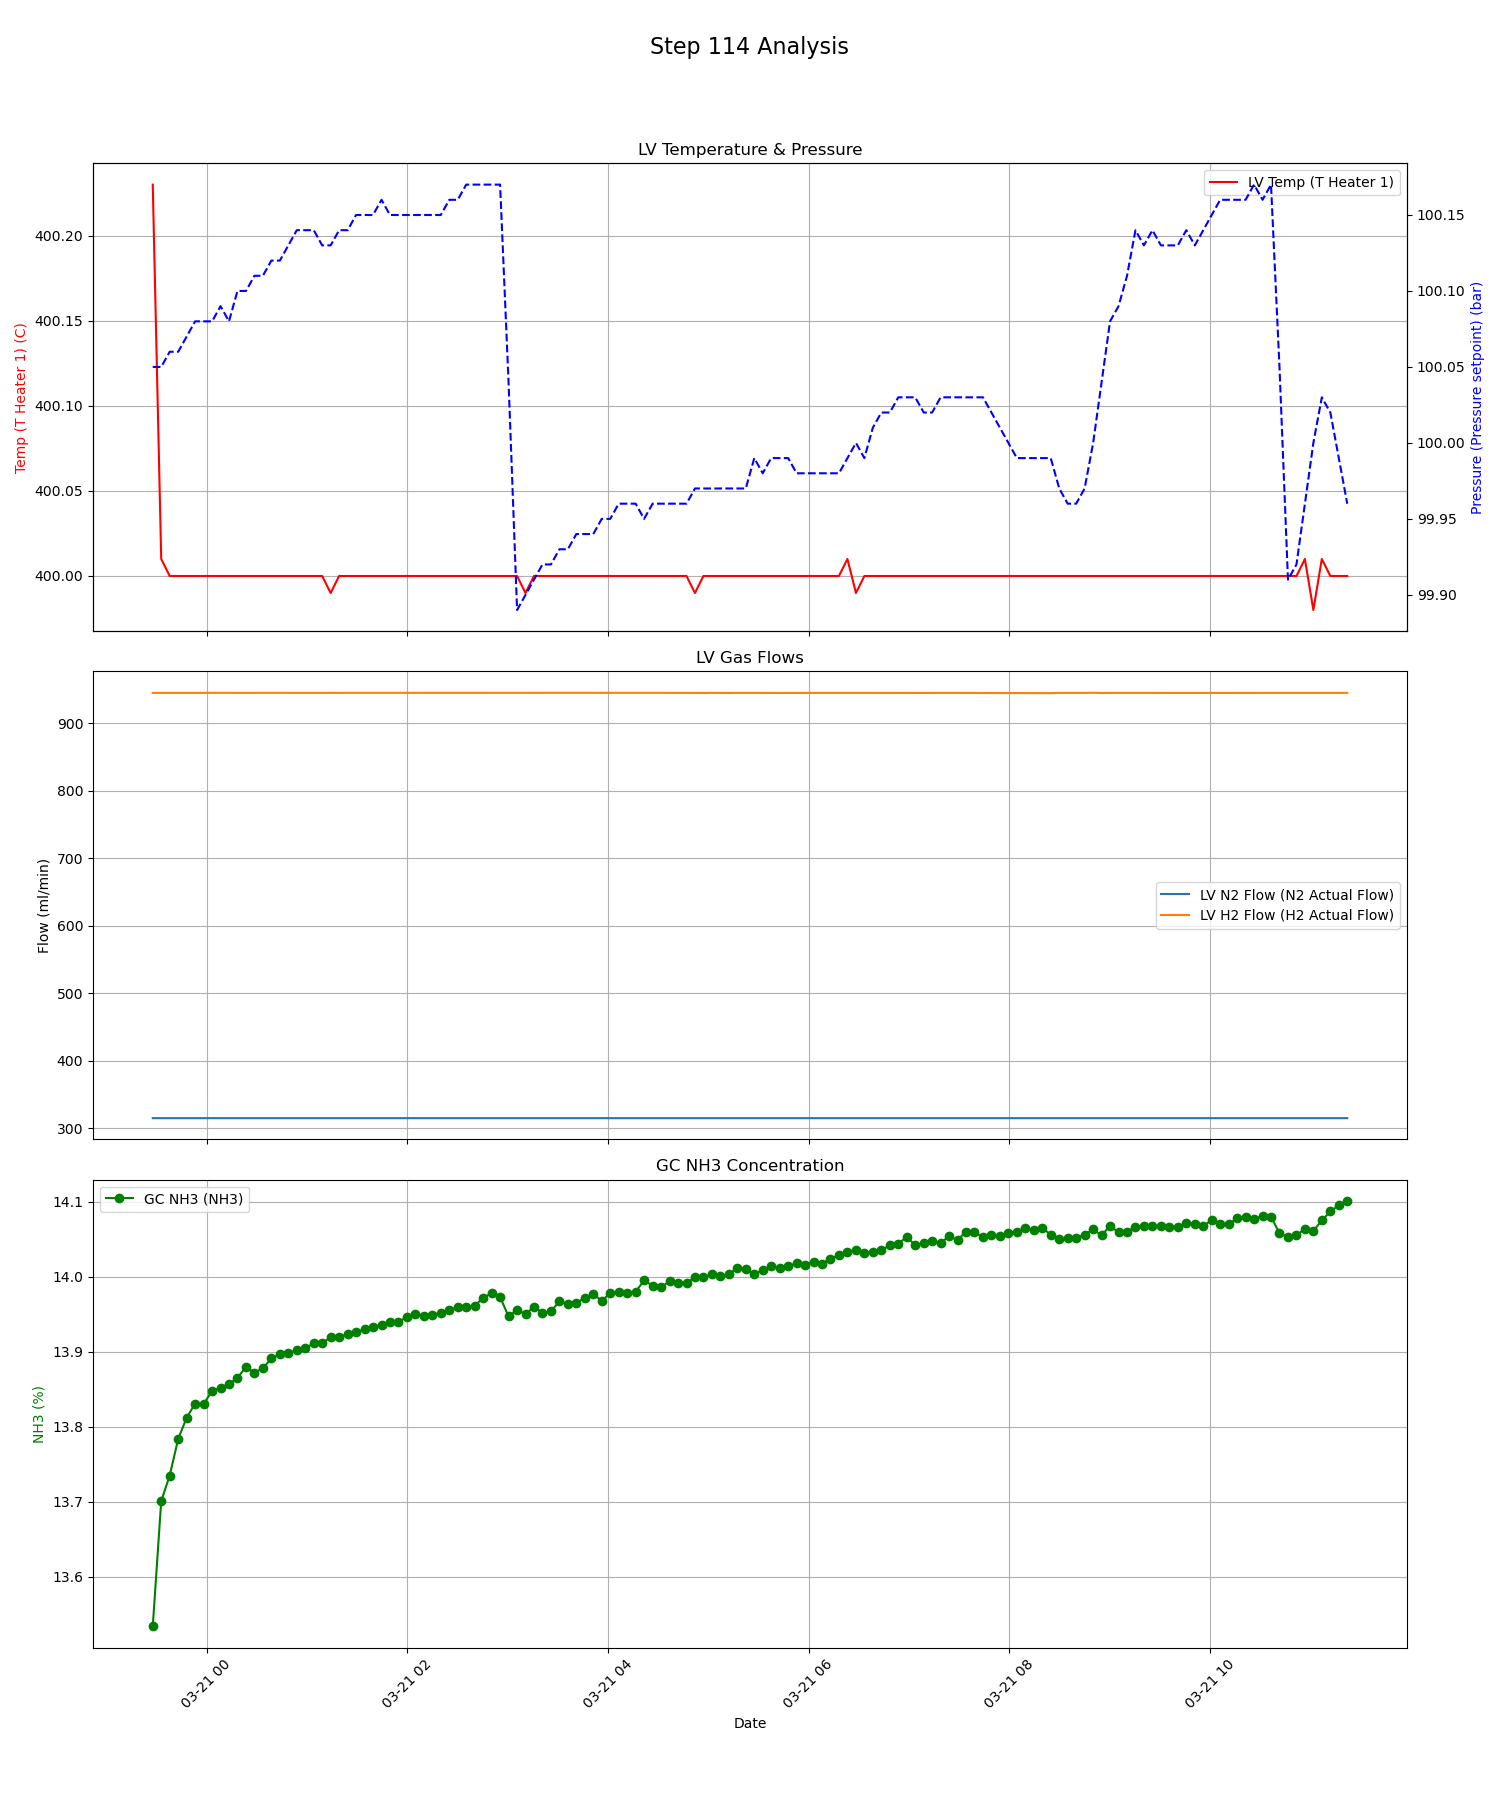 Step 114 Analysis
LV Temperature & Pressure
LV Temp (T Heater 1)
400.20
400.15
400.10
400.05
400.00
Temp (T Heater 1) (C)
100.15
100.10
100.05
100.00
99.95
99.90
Pressure (Pressure setpoint) (bar)
LV Gas Flows
900
800
700
600
500
400
300
Flow (ml/min)
LV N2 Flow (N2 Actual Flow)
LV H2 Flow (H2 Actual Flow)
GC NH3 Concentration
GC NH3 (NH3)
14.1
14.0
13.9
13.8
13.7
13.6
NH3 (%)
03-21 00
03-21 02
03-21 04
03-21 06
03-21 08
03-21 10
Date